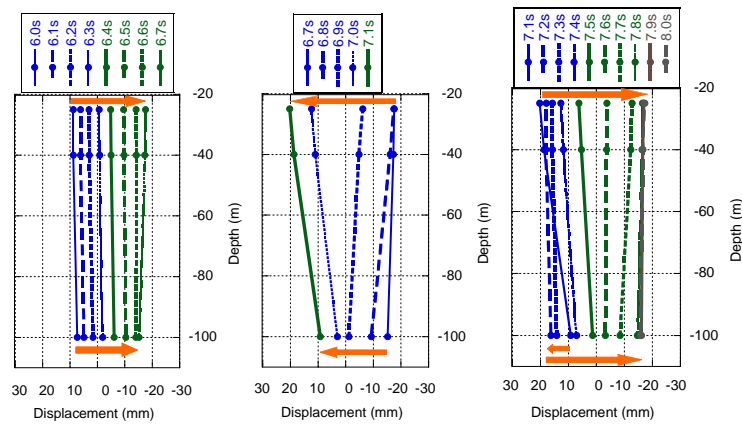 6.0s
6.1s
6.2s
6.3s
6.4s
6.5s
6.6s
6.7s
6.7s
6.8s
6.9s
7.0s
7.1s
7.1s
7.2s
7.3s
7.4s
7.5s
7.6s
7.7s
7.8s
7.9s
8.0s
-20
-40
-60
-80
-100
Depth (m)
30 20 10 0 -10 -20 -30
Displacement (mm)
-20
-40
-60
-80
-100
Depth (m)
30 20 10 0 -10 -20 -30
Displacement (mm)
-20
-40
-60
-80
-100
Depth (m)
30 20 10 0 -10 -20 -30
Displacement (mm)